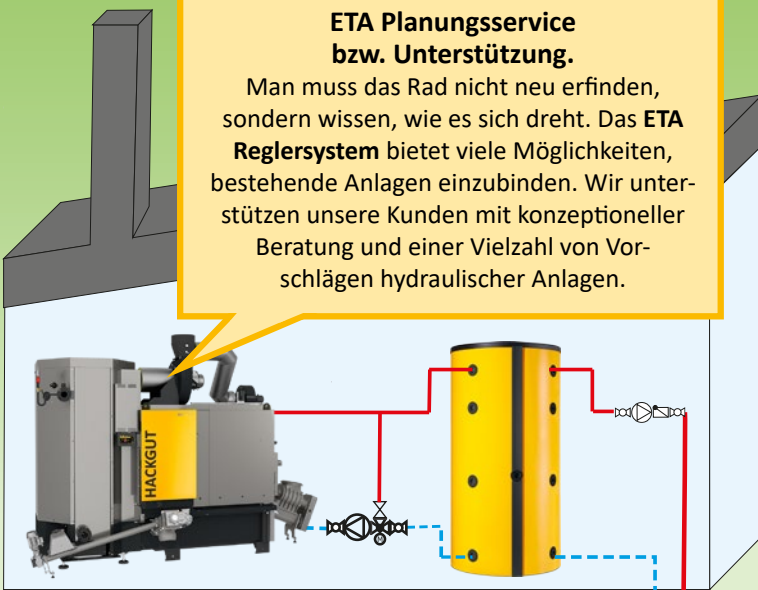 ETA Planungsservice
bzw. Unterstützung.
Man muss das Rad nicht neu erfinden,
sondern wissen, wie es sich dreht. Das ETA
Reglersystem bietet viele Möglichkeiten,
bestehende Anlagen einzubinden. Wir unter-
stützen unsere Kunden mit konzeptioneller
Beratung und einer Vielzahl von Vor-
schlägen hydraulischer Anlagen.
HACKGUT
M